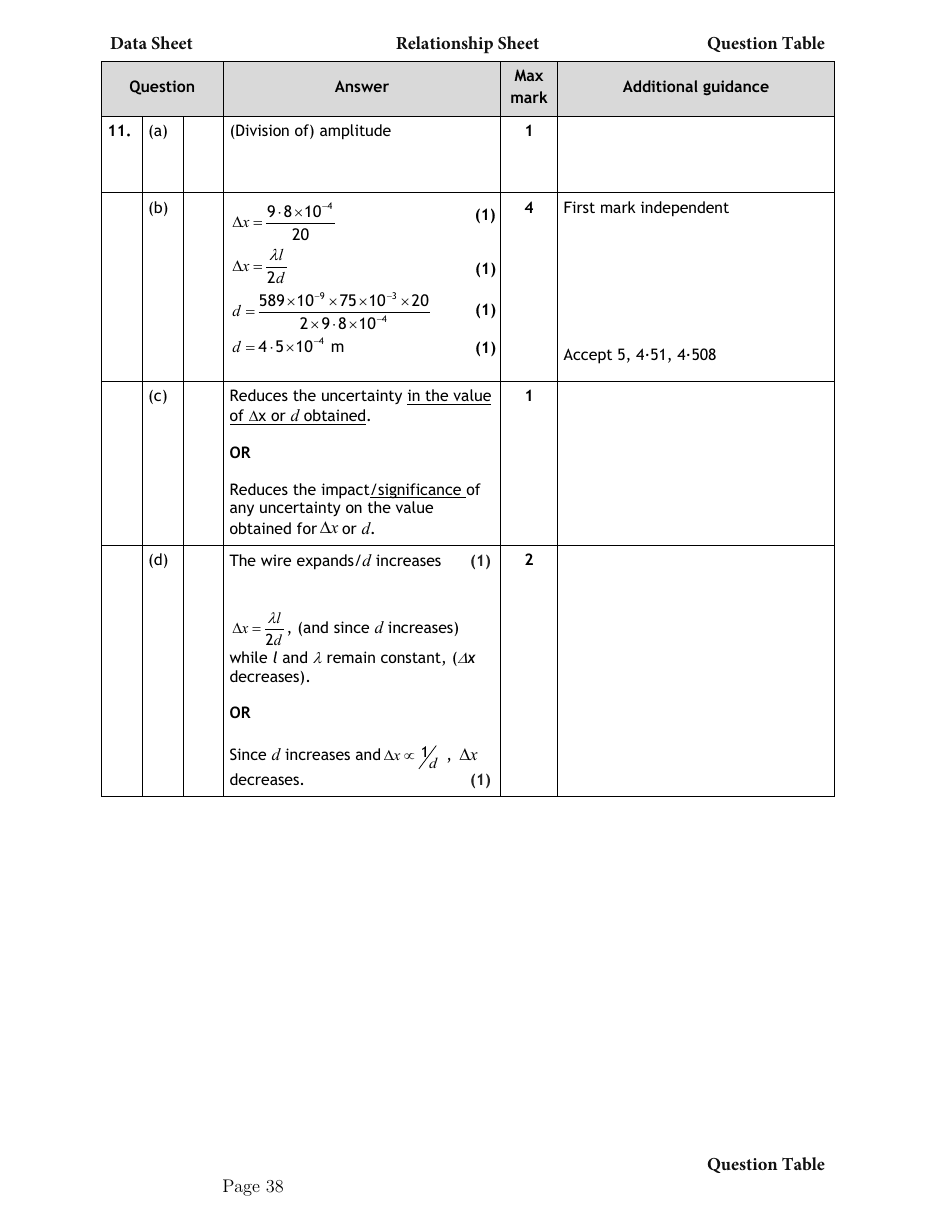 Data Sheet Relationship Sheet Question Table
Question Answer Max mark Additional guidance
11. (a) (Division of) amplitude 1
(b) Δx = 9·8×10⁻⁴ / 20 (1) 4 First mark independent
Δx = λl / 2d (1)
d = 589×10⁻⁹ ×75×10⁻³ ×20 / 2×9·8×10⁻⁴ (1)
d = 4·5×10⁻⁴ m (1) Accept 5, 4·51, 4·508
(c) Reduces the uncertainty in the value 1
of Δx or d obtained.
OR
Reduces the impact/significance of
any uncertainty on the value
obtained for Δx or d.
(d) The wire expands/d increases (1) 2
Δx = λl / 2d , (and since d increases)
while l and λ remain constant, (Δx
decreases).
OR
Since d increases and Δx ∝ 1/d , Δx
decreases. (1)
Question Table
Page 38